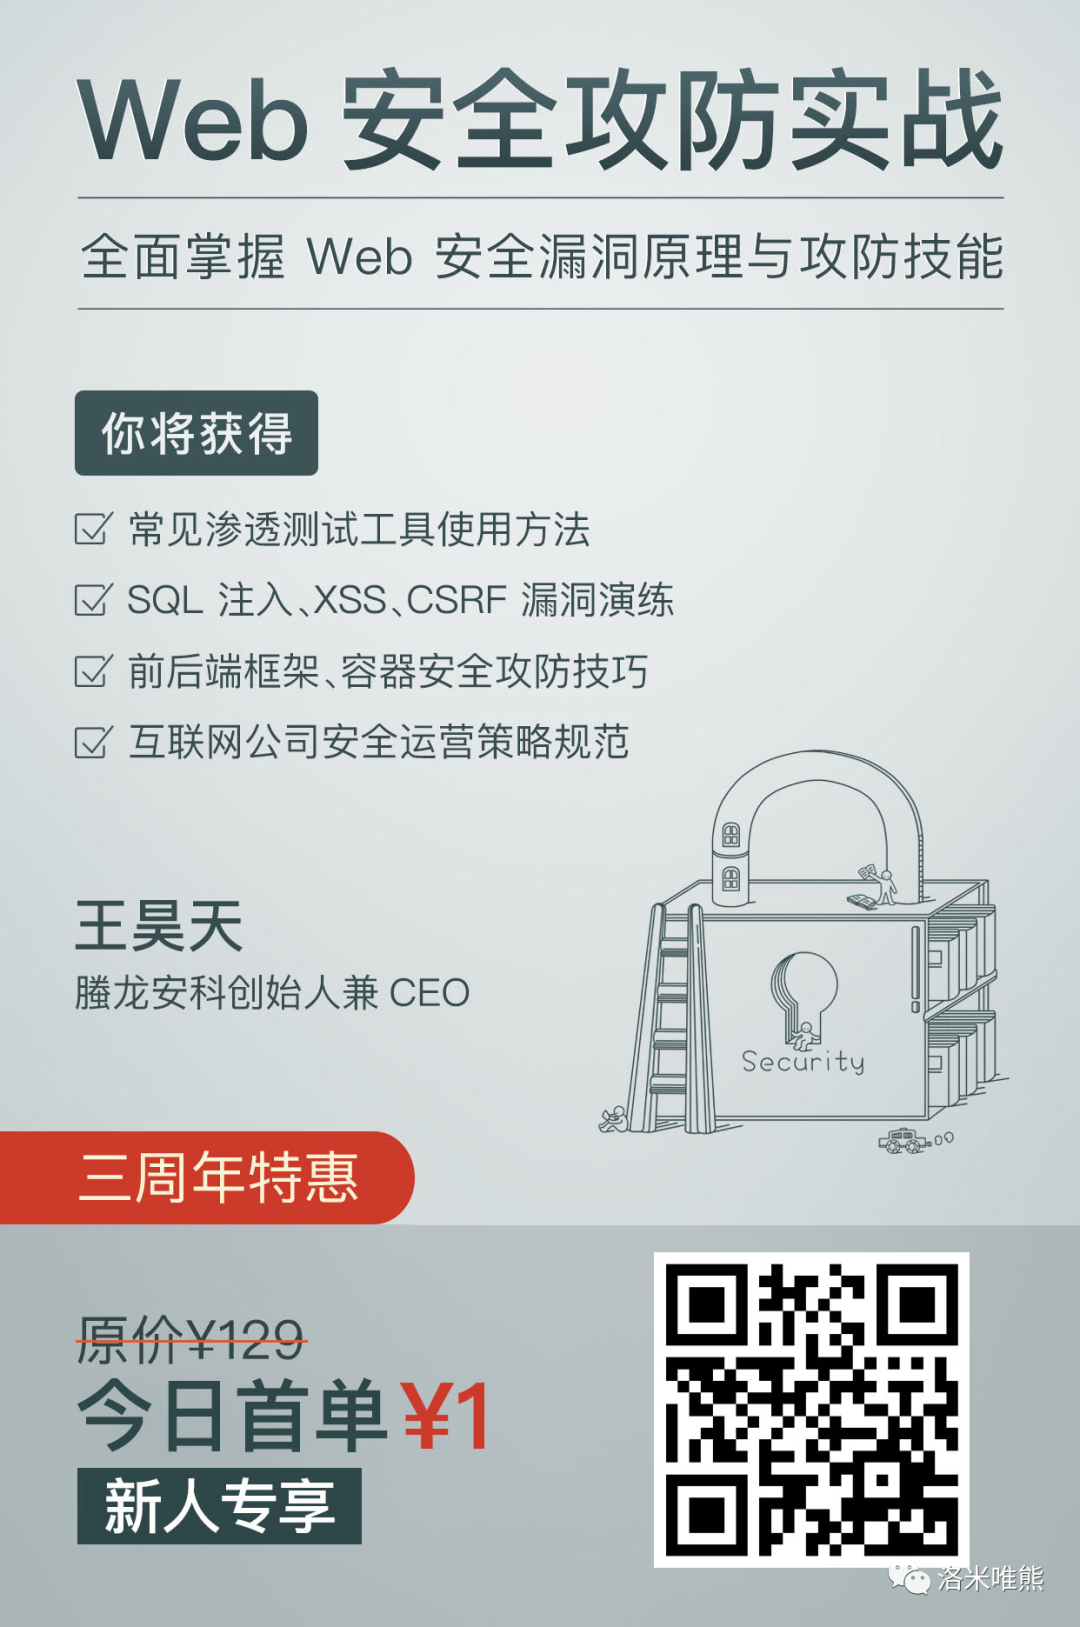 Web 安全攻防实战
全面掌握 Web 安全漏洞原理与攻防技能
你将获得
常见渗透测试工具使用方法
SQL 注入、XSS、CSRF 漏洞演练
前后端框架、容器安全攻防技巧
互联网公司安全运营策略规范
王昊天
螣龙安科创始人兼 CEO
Security
三周年特惠
原价¥129
今日首单¥1
新人专享
洛米唯熊